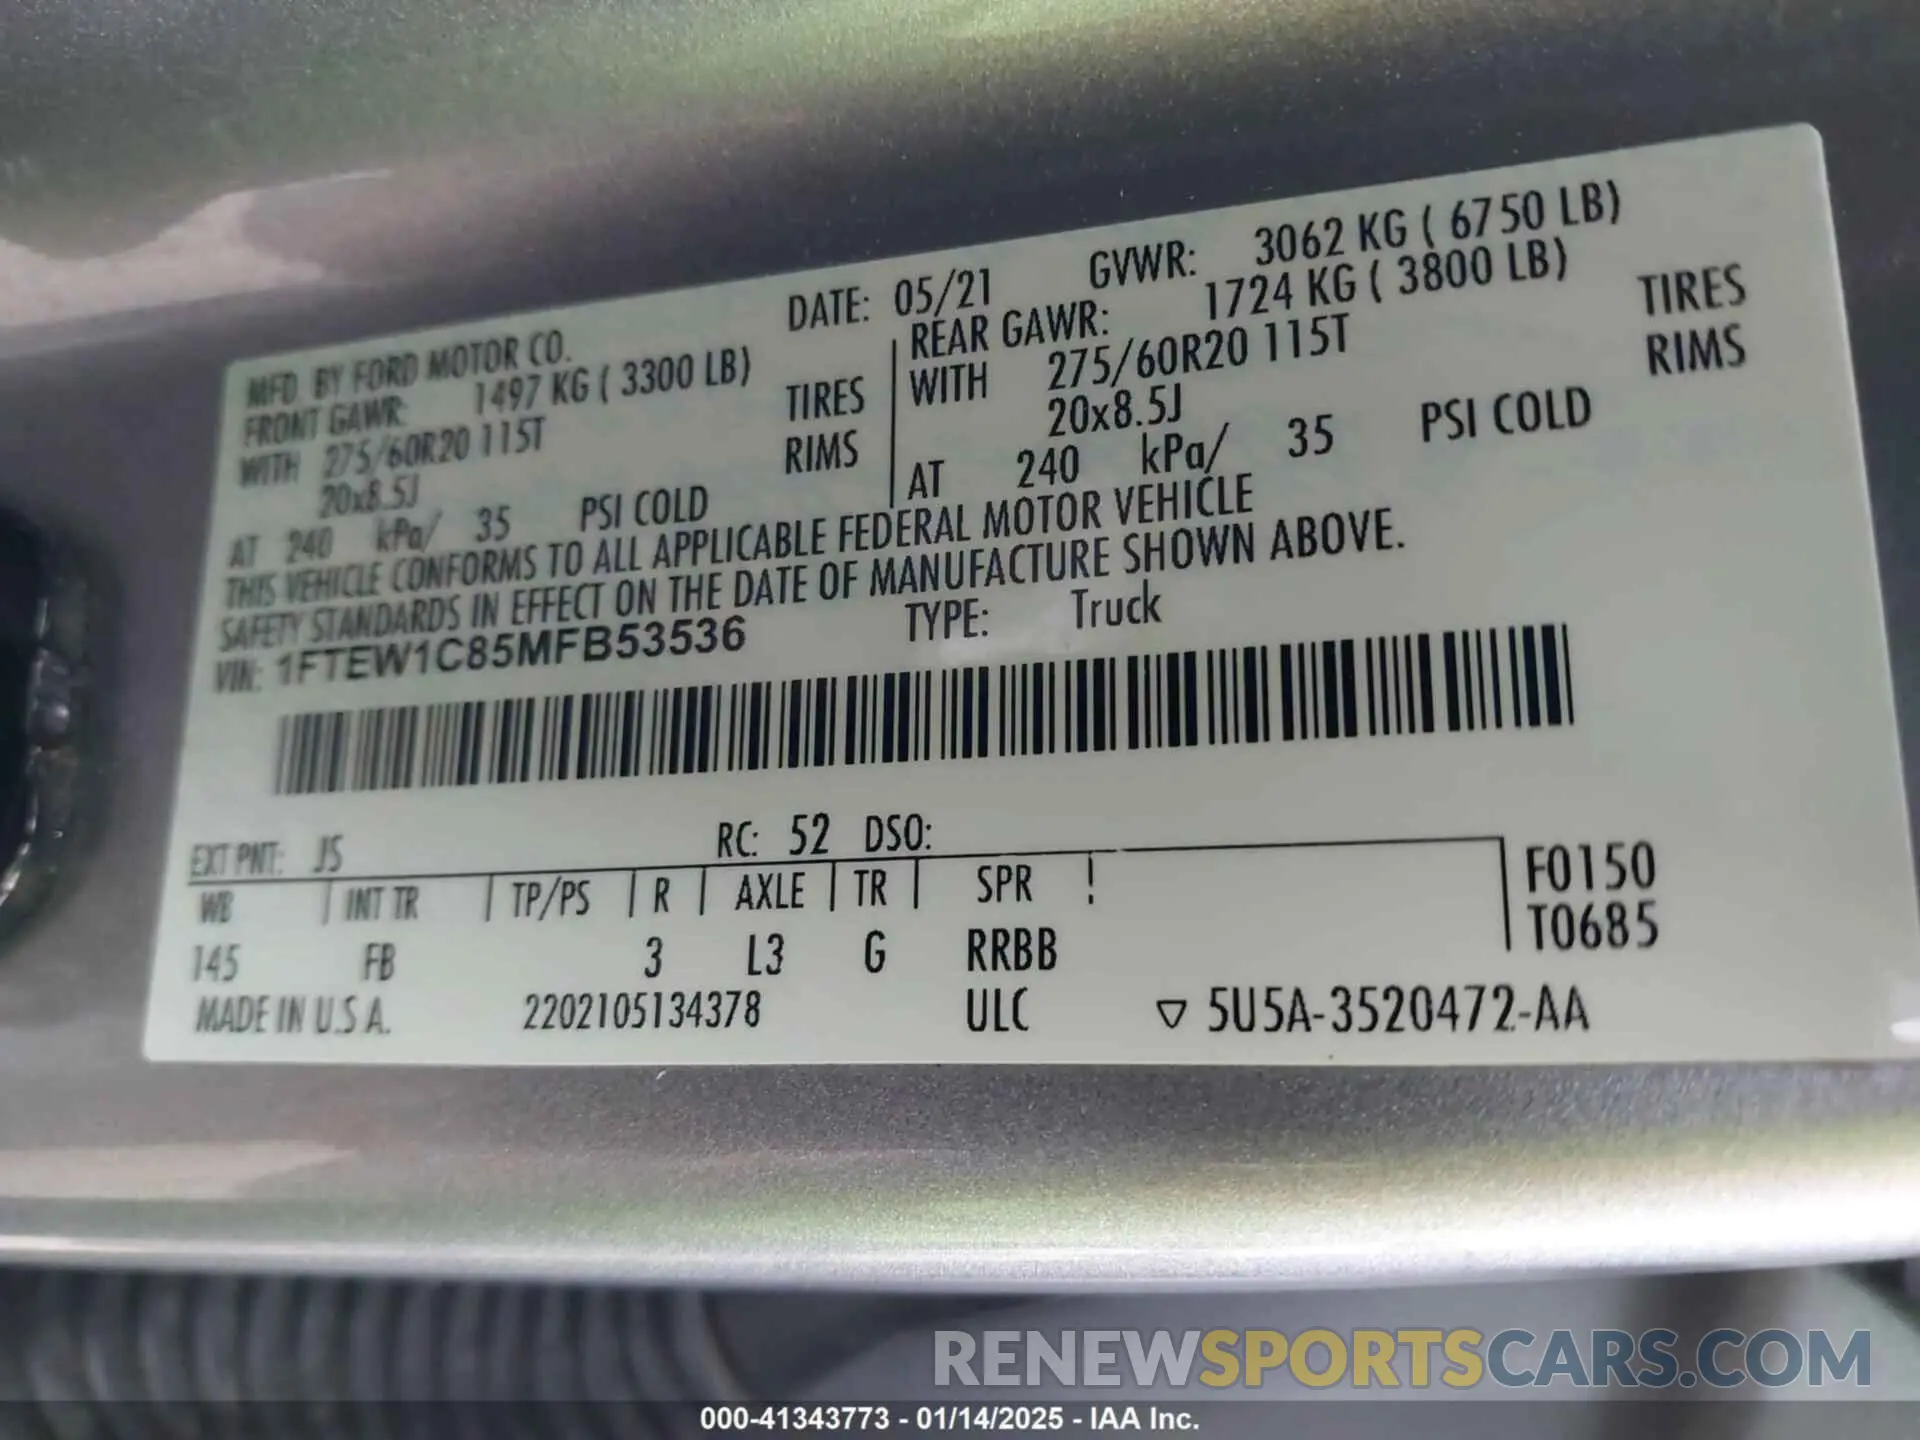 MFD. BY FORD MOTOR CO. DATE: 05/21 GVWR: 3062 KG ( 6750 LB)
FRONT GAWR: 1497 KG ( 3300 LB) REAR GAWR: 1724 KG ( 3800 LB)
WITH 275/60R20 115T TIRES WITH 275/60R20 115T TIRES
20x8.5J RIMS 20x8.5J RIMS
AT 240 kPa/ 35 PSI COLD AT 240 kPa/ 35 PSI COLD
THIS VEHICLE CONFORMS TO ALL APPLICABLE FEDERAL MOTOR VEHICLE
SAFETY STANDARDS IN EFFECT ON THE DATE OF MANUFACTURE SHOWN ABOVE.
VIN: 1FTEW1C85MFB53536 TYPE: Truck
EXT PNT: JS RC: 52 DSO:
WB | INT TR | TP/PS | R | AXLE | TR | SPR F0150
T0685
145 FB 3 L3 G RRBB
MADE IN U.S.A. 2202105134378 ULC ▽ 5U5A-3520472-AA
RENEWSPORTSCARS.COM
000-41343773 - 01/14/2025 - IAA Inc.